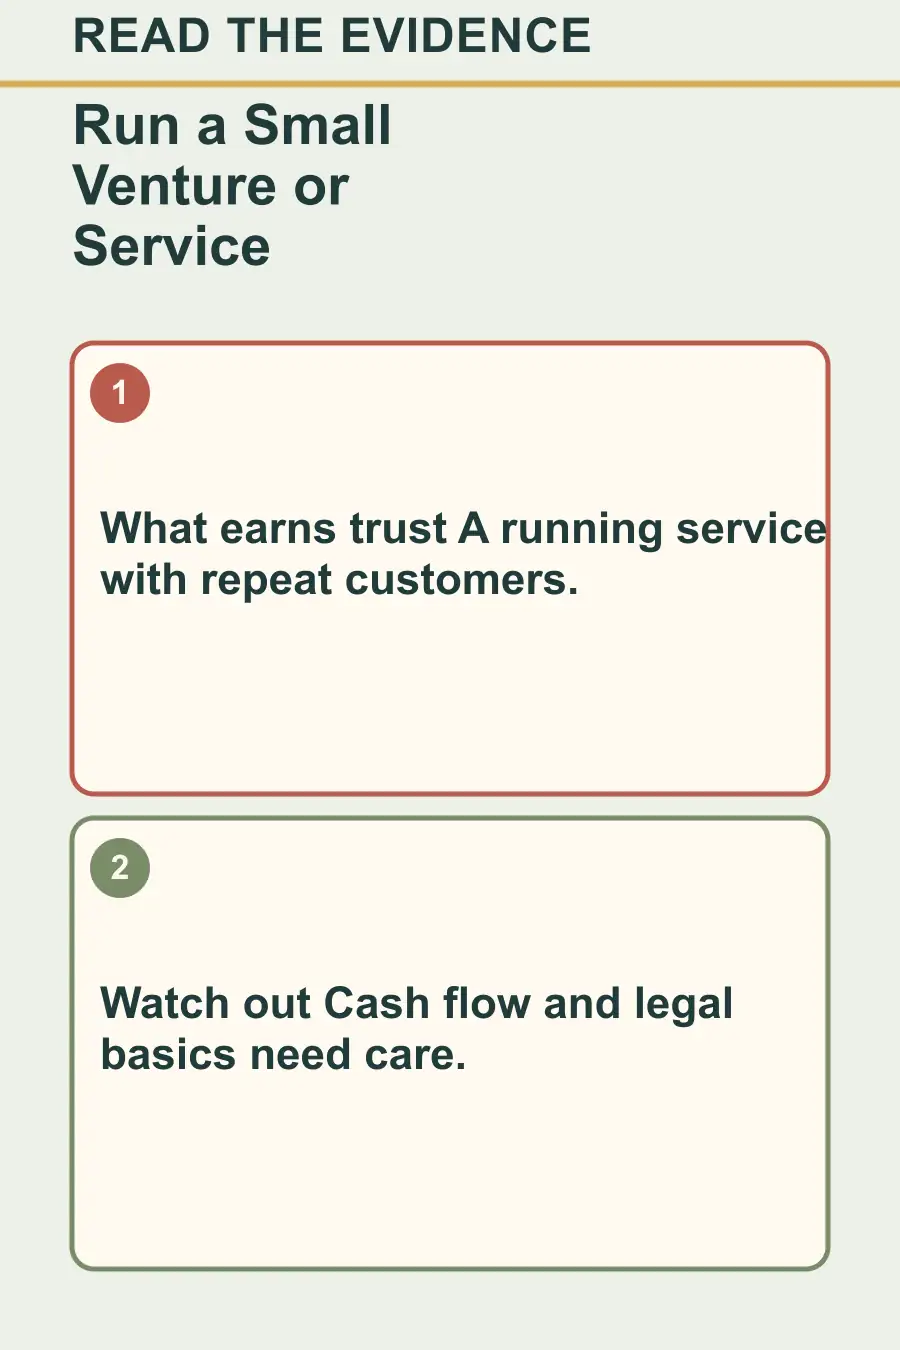 READ THE EVIDENCE
Run a Small
Venture or
Service
1
What earns trust A running service
with repeat customers.
2
Watch out Cash flow and legal
basics need care.